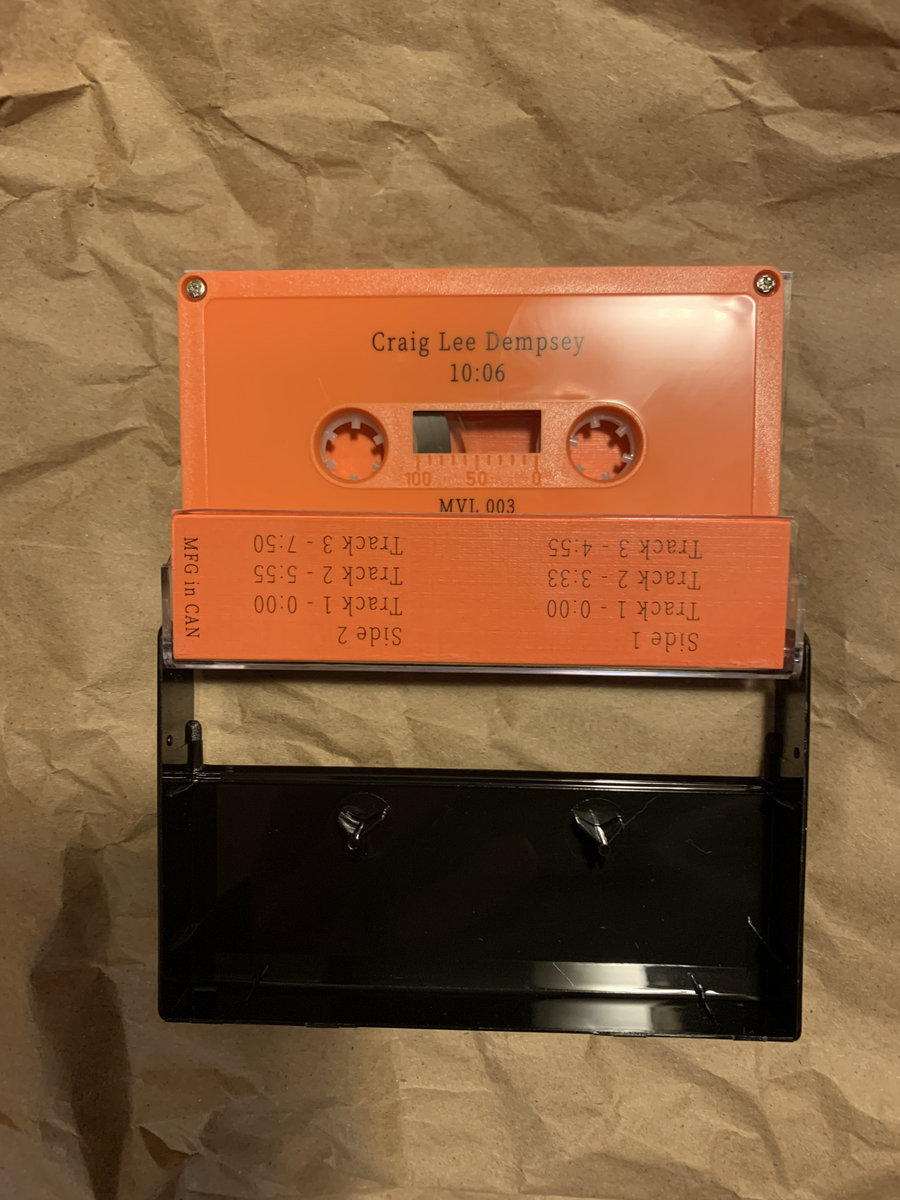 Craig Lee Dempsey
10:06
100 50 0
MVL 003
Side 1
Track 1 - 0:00
Track 2 - 3:33
Track 3 - 4:55
Side 2
Track 1 - 0:00
Track 2 - 5:55
Track 3 - 7:50
MFG in CAN